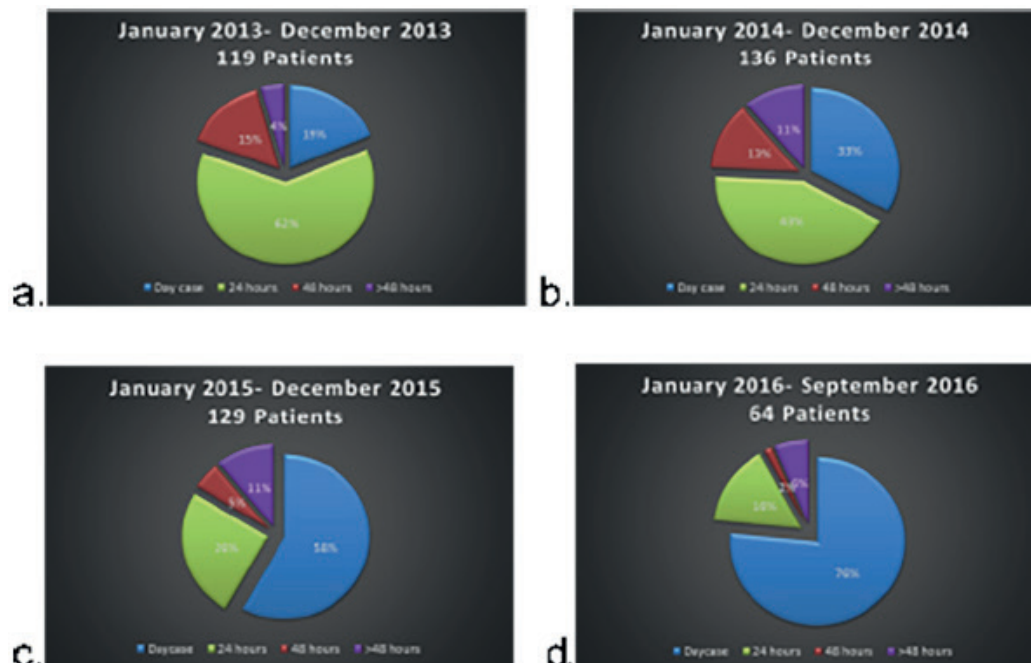 January 2013- December 2013
119 Patients
4%
19%
15%
62%
Day case 24 hours 48 hours >48 hours
a.
January 2014- December 2014
136 Patients
11%
33%
13%
43%
Day case 24 hours 48 hours >48 hours
b.
January 2015- December 2015
129 Patients
11%
5%
58%
Daycase 24 hours 48 hours >48 hours
c.
January 2016- September 2016
64 Patients
6%
2%
16%
76%
Daycase 24 hours 48 hours >48 hours
d.